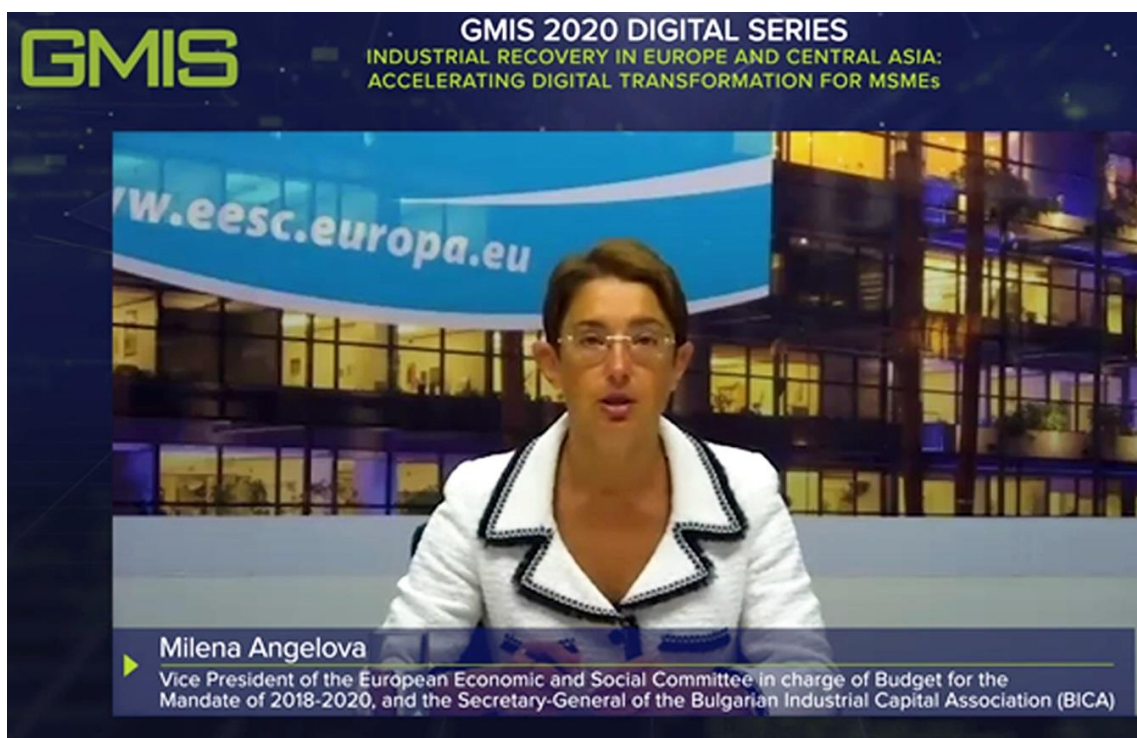 GMIS
GMIS 2020 DIGITAL SERIES
INDUSTRIAL RECOVERY IN EUROPE AND CENTRAL ASIA:
ACCELERATING DIGITAL TRANSFORMATION FOR MSMEs
www.eesc.europa.eu
Milena Angelova
Vice President of the European Economic and Social Committee in charge of Budget for the
Mandate of 2018-2020, and the Secretary-General of the Bulgarian Industrial Capital Association (BICA)